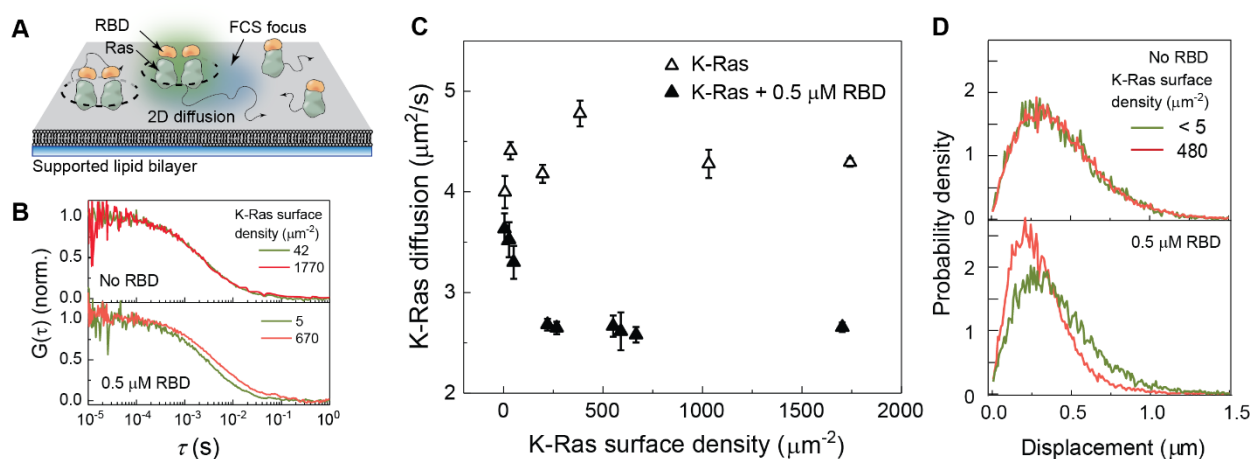 A
RBD
Ras
FCS focus
2D diffusion
Supported lipid bilayer
B
K-Ras surface
density (μm⁻²)
42
1770
No RBD
5
670
0.5 μM RBD
G(τ) (norm.)
1.0
0.5
0.0
1.0
0.5
0.0
10⁻⁵ 10⁻⁴ 10⁻³ 10⁻² 10⁻¹ 10⁰
τ (s)
C
K-Ras
K-Ras + 0.5 μM RBD
K-Ras diffusion (μm²/s)
5
4
3
2
0 500 1000 1500 2000
K-Ras surface density (μm⁻²)
D
No RBD
K-Ras surface
density (μm⁻²)
< 5
480
0.5 μM RBD
Probability density
2
1
0
2
1
0
0.0 0.5 1.0 1.5
Displacement (μm)